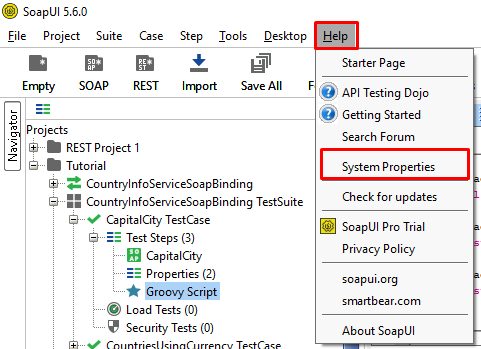 SoapUI 5.6.0
File Project Suite Case Step Tools Desktop Help
Empty SOAP REST Import Save All F
Navigator
Projects
REST Project 1
Tutorial
CountryInfoServiceSoapBinding
CountryInfoServiceSoapBinding TestSuite
CapitalCity TestCase
Test Steps (3)
SOAP
CapitalCity
Properties (2)
Groovy Script
Load Tests (0)
Security Tests (0)
CountriesUsingCurrency TestCase
Starter Page
API Testing Dojo
Getting Started
Search Forum
System Properties
Check for updates
SoapUI Pro Trial
Privacy Policy
soapui.org
smartbear.com
About SoapUI